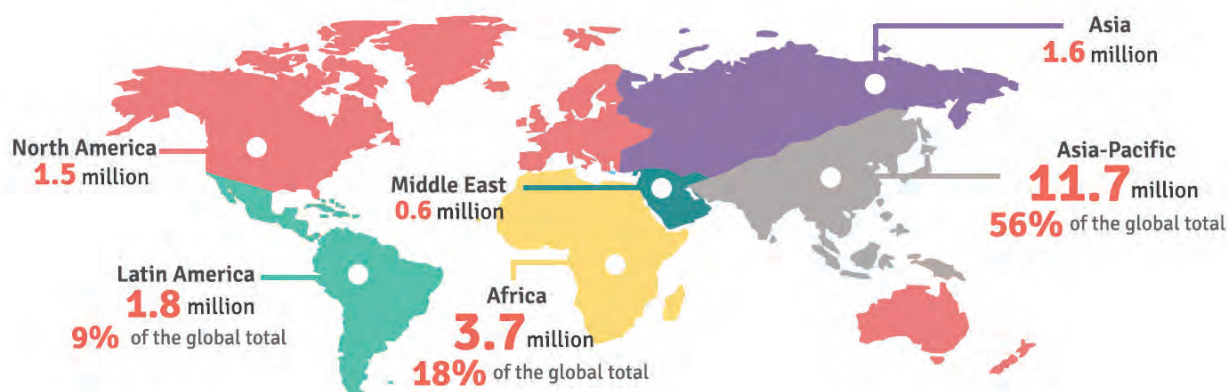 Asia
1.6 million
North America
1.5 million
Middle East
0.6 million
Asia-Pacific
11.7 million
56% of the global total
Latin America
1.8 million
9% of the global total
Africa
3.7 million
18% of the global total